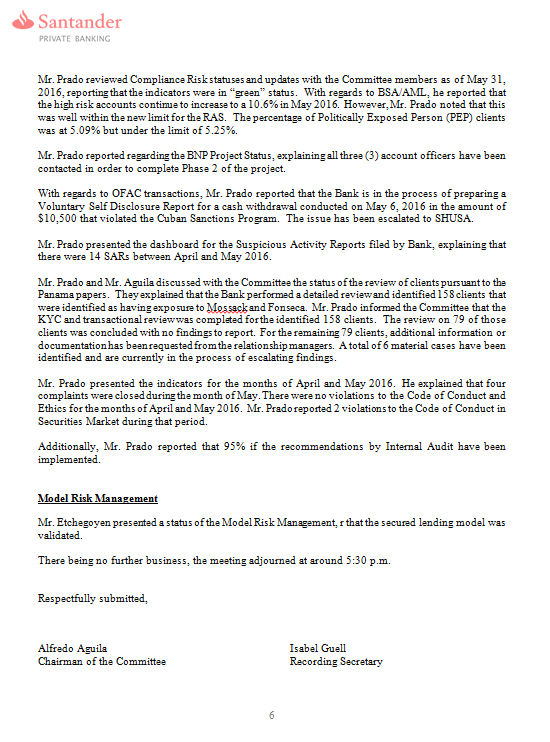 Santander
PRIVATE BANKING
Mr. Prado reviewed Compliance Risk statuses and updates with the Committee members as of May 31,
2016, reporting that the indicators were in “green” status. With regards to BSA/AML, he reported that
the high risk accounts continue to increase to a 10.6% in May 2016. However, Mr. Prado noted that this
was well within the new limit for the RAS. The percentage of Politically Exposed Person (PEP) clients
was at 5.09% but under the limit of 5.25%.
Mr. Prado reported regarding the BNP Project Status, explaining all three (3) account officers have been
contacted in order to complete Phase 2 of the project.
With regards to OFAC transactions, Mr. Prado reported that the Bank is in the process of preparing a
Voluntary Self Disclosure Report for a cash withdrawal conducted on May 6, 2016 in the amount of
$10,500 that violated the Cuban Sanctions Program. The issue has been escalated to SHUSA.
Mr. Prado presented the dashboard for the Suspicious Activity Reports filed by Bank, explaining that
there were 14 SARs between April and May 2016.
Mr. Prado and Mr. Aguila discussed with the Committee the status of the review of clients pursuant to the
Panama papers. They explained that the Bank performed a detailed review and identified 158 clients that
were identified as having exposure to Mossack and Fonseca. Mr. Prado informed the Committee that the
KYC and transactional review was completed for the identified 158 clients. The review on 79 of those
clients was concluded with no findings to report. For the remaining 79 clients, additional information or
documentation has been requested from the relationship managers. A total of 6 material cases have been
identified and are currently in the process of escalating findings.
Mr. Prado presented the indicators for the months of April and May 2016. He explained that four
complaints were closed during the month of May. There were no violations to the Code of Conduct and
Ethics for the months of April and May 2016. Mr. Prado reported 2 violations to the Code of Conduct in
Securities Market during that period.
Additionally, Mr. Prado reported that 95% if the recommendations by Internal Audit have been
implemented.
Model Risk Management
Mr. Etchegoyen presented a status of the Model Risk Management, r that the secured lending model was
validated.
There being no further business, the meeting adjourned at around 5:30 p.m.
Respectfully submitted,
Alfredo Aguila Isabel Guell
Chairman of the Committee Recording Secretary
6